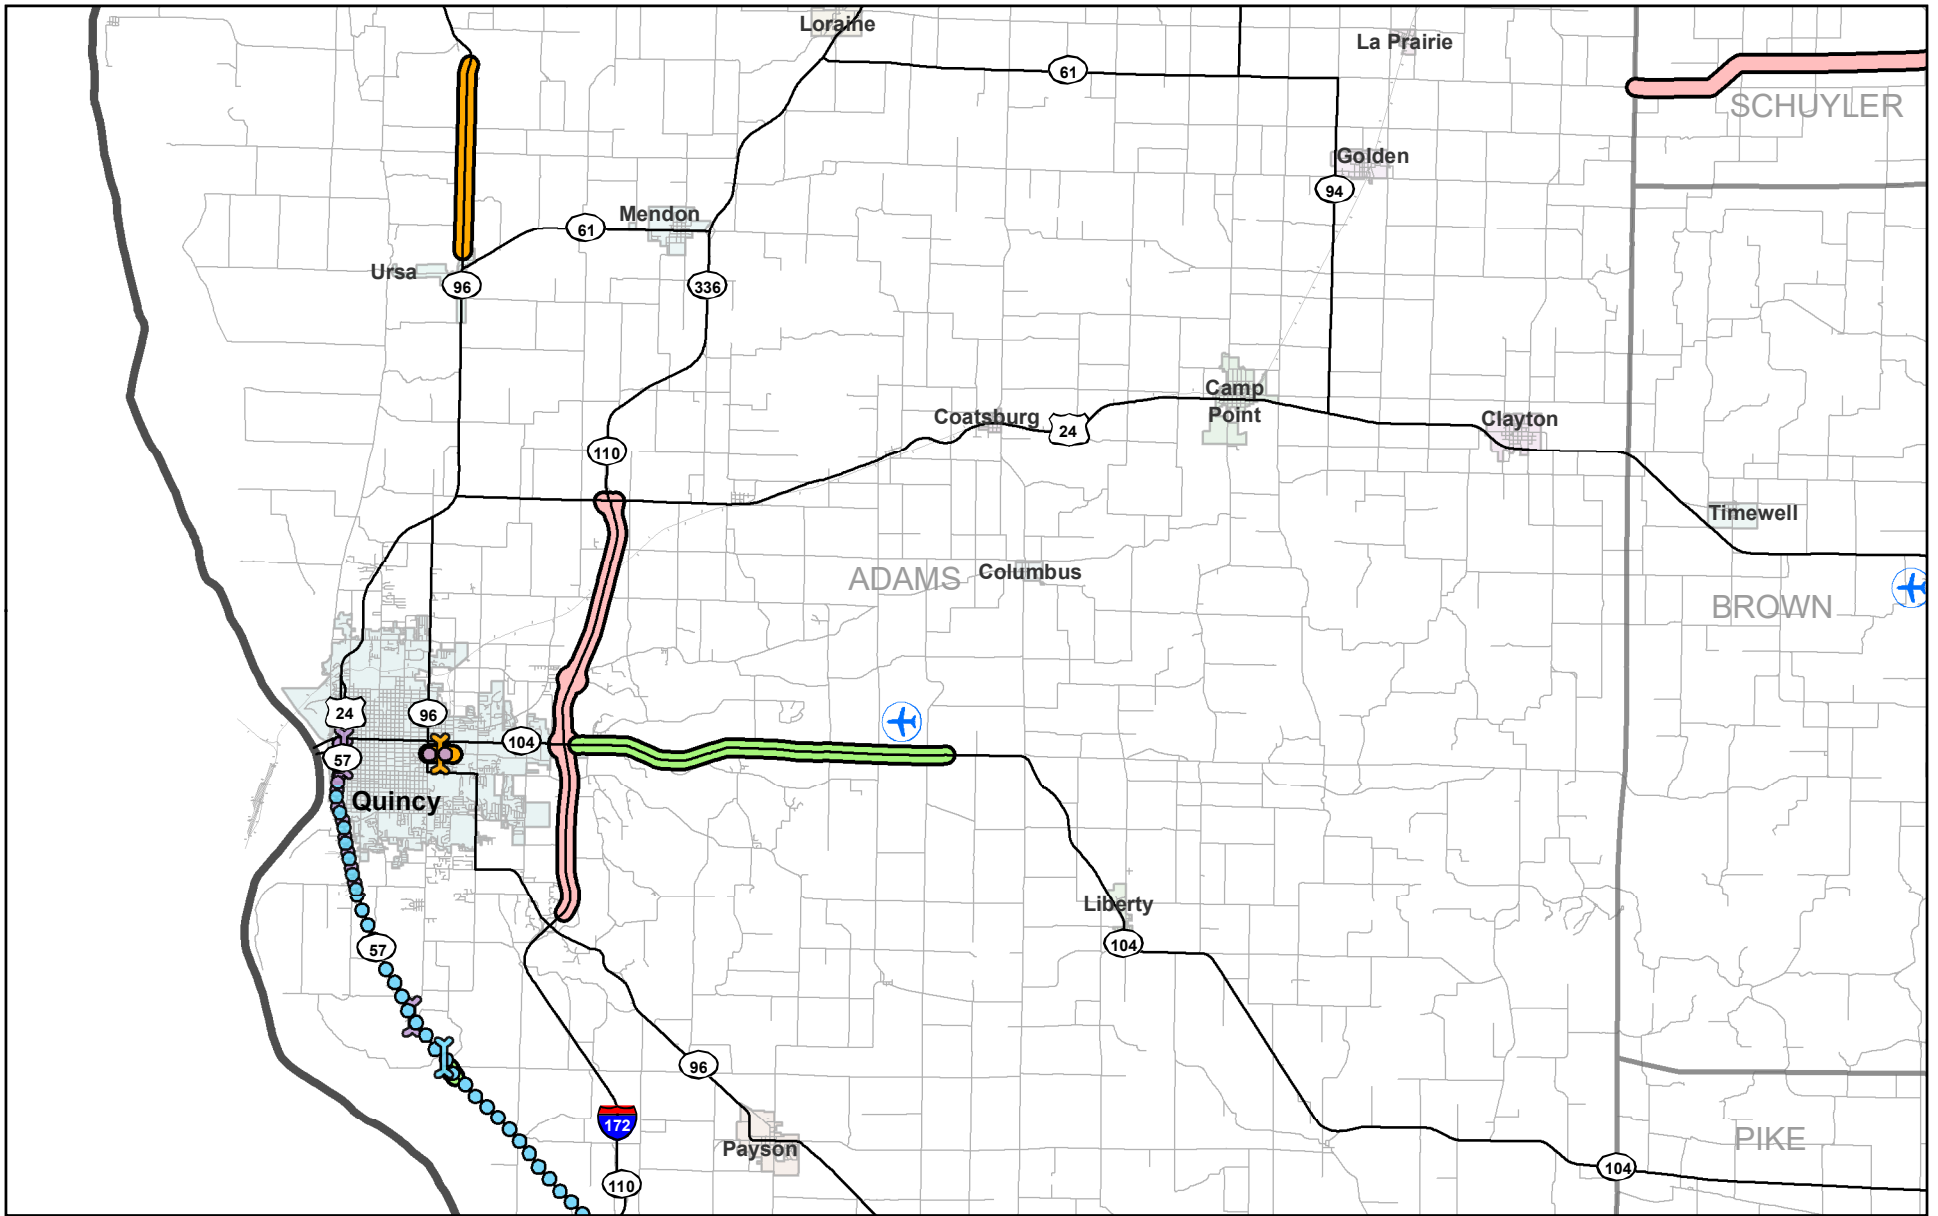 Loraine
La Prairie
61
SCHUYLER
Golden
94
Mendon
61
Ursa
96
336
Camp
Point
Coatsburg
24
Clayton
110
Timewell
ADAMS
Columbus
BROWN
24
96
104
57
Quincy
Liberty
104
57
96
172
Payson
PIKE
104
110